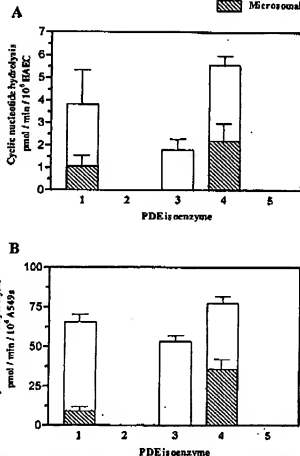 Microsomal
A
Cyclic nucleotide hydrolysis
pmol / min / 10⁶ HAEC
7
6
5
4
3
2
1
0
1 2 3 4 5
PDE isoenzyme
B
pmol / min / 10⁶ A549s
100
75
50
25
0
1 2 3 4 5
PDE isoenzyme